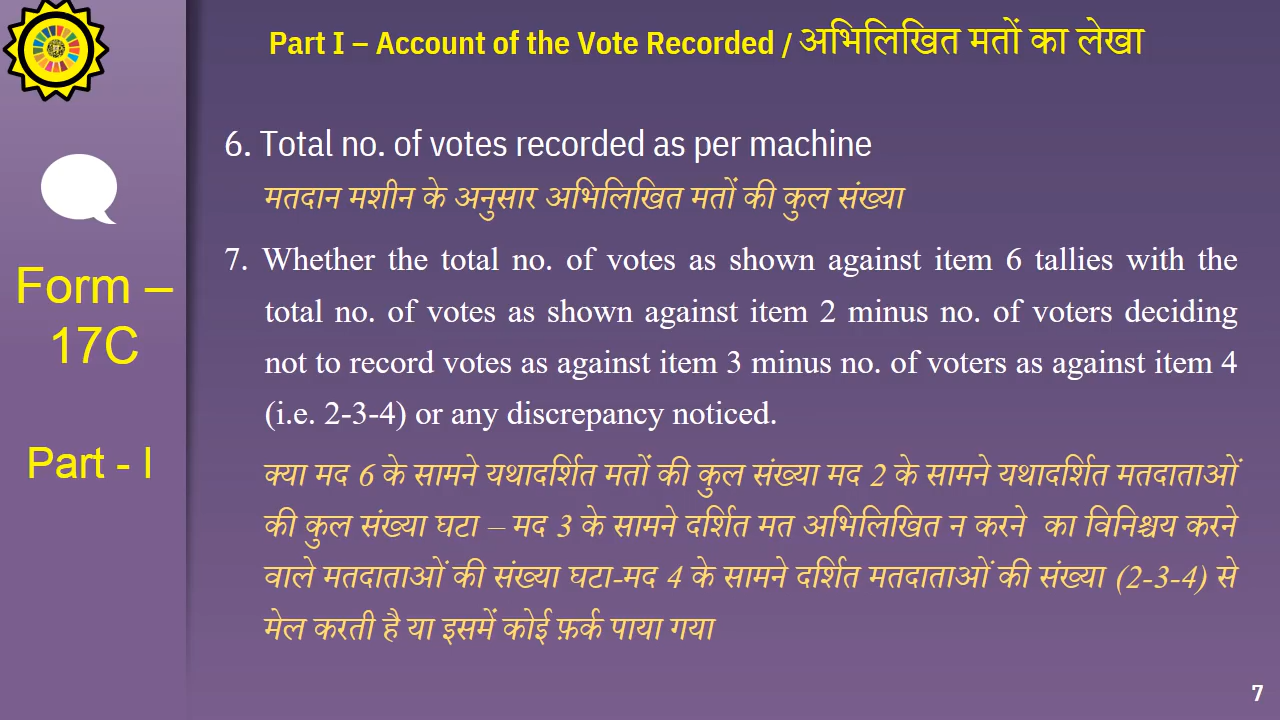 Part I – Account of the Vote Recorded / अभिलिखित मतों का लेखा
Form –
17C
Part - I
6. Total no. of votes recorded as per machine
मतदान मशीन के अनुसार अभिलिखित मतों की कुल संख्या
7. Whether the total no. of votes as shown against item 6 tallies with the
total no. of votes as shown against item 2 minus no. of voters deciding
not to record votes as against item 3 minus no. of voters as against item 4
(i.e. 2-3-4) or any discrepancy noticed.
क्या मद 6 के सामने यथादर्शित मतों की कुल संख्या मद 2 के सामने यथादर्शित मतदाताओं
की कुल संख्या घटा – मद 3 के सामने दर्शित मत अभिलिखित न करने का विनिश्चय करने
वाले मतदाताओं की संख्या घटा-मद 4 के सामने दर्शित मतदाताओं की संख्या (2-3-4) से
मेल करती है या इसमें कोई फ़र्क पाया गया
7